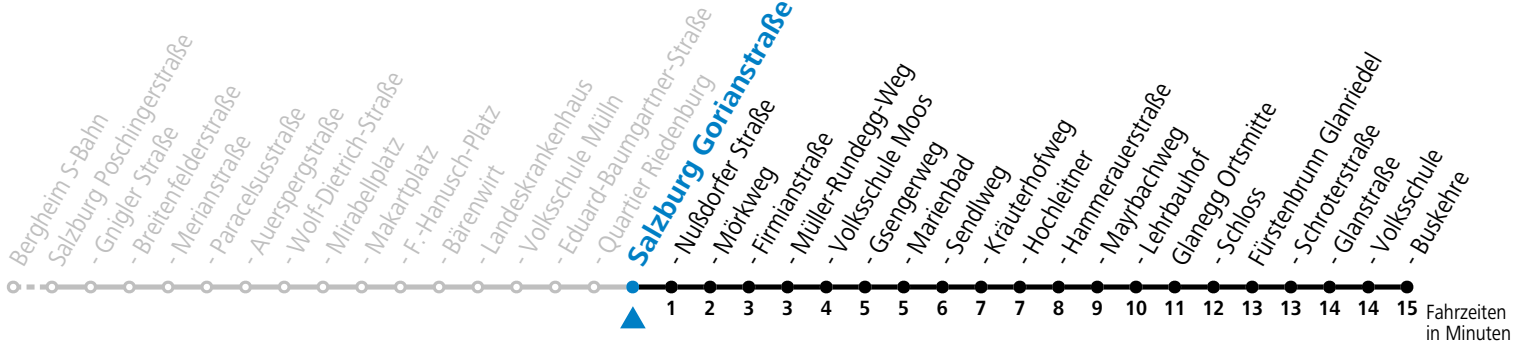 Bergheim S-Bahn
Salzburg Poschingerstraße
- Gnigler Straße
- Breitenfelderstraße
- Merianstraße
- Paracelsusstraße
- Auerspergstraße
- Wolf-Dietrich-Straße
- Mirabellplatz
- Makartplatz
- F.-Hanusch-Platz
- Bärenwirt
- Landeskrankenhaus
- Volksschule Mülln
- Eduard-Baumgartner-Straße
- Quartier Riedenburg
Salzburg Gorianstraße
- Nußdorfer Straße
- Mörkweg
- Firmianstraße
- Müller-Rundegg-Weg
- Volksschule Moos
- Gsengerweg
- Marienbad
- Sendlweg
- Kräuterhofweg
- Hochleitner
- Hammerauerstraße
- Mayrbachweg
- Lehrbauhof
Glanegg Ortsmitte
- Schloss
Fürstenbrunn Glanriedel
- Schroterstraße
- Glanstraße
- Volksschule
- Buskehre
1 2 3 3 4 5 5 6 7 7 8 9 10 11 12 13 13 14 14 15
Fahrzeiten
in Minuten